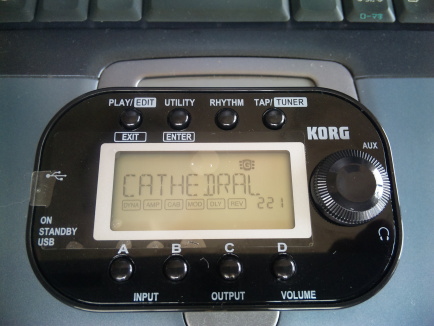 PLAY/EDIT UTILITY RHYTHM TAP/TUNER
EXIT ENTER
KORG
AUX
G
CATHEDRAL
DYNA AMP CAB MOD DLY REV 221
ON
STANDBY
USB
A B C D
INPUT OUTPUT VOLUME